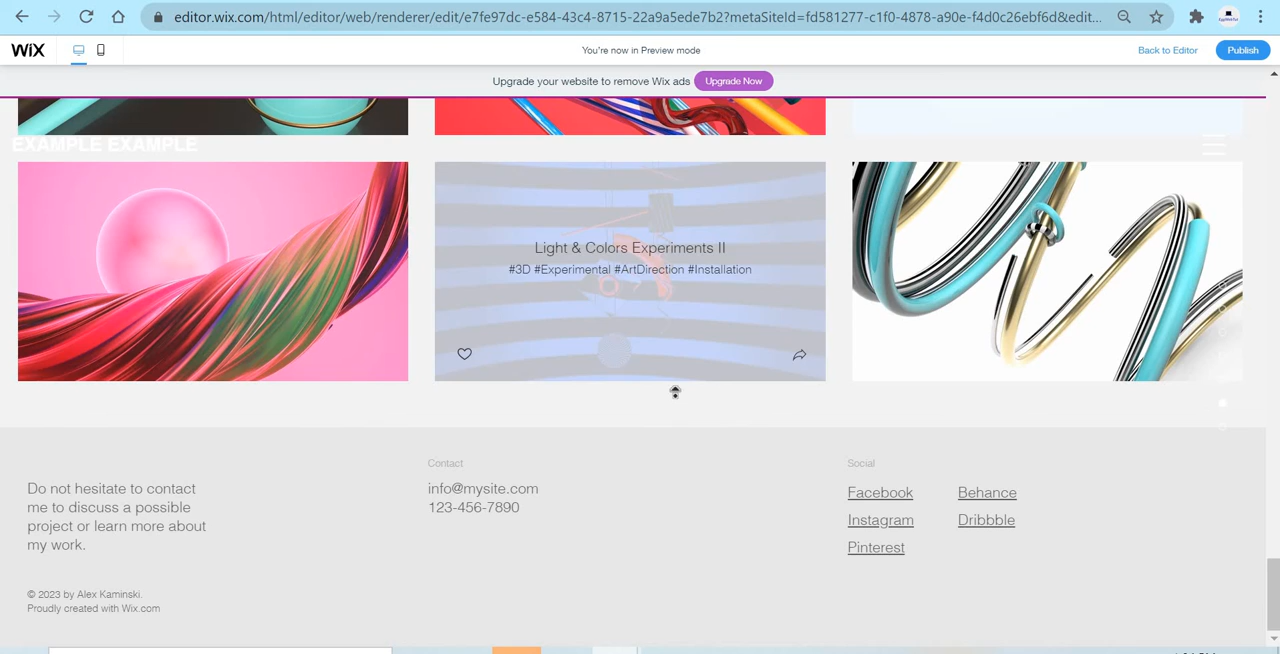 editor.wix.com/html/editor/web/renderer/edit/e7fe97dc-e584-43c4-8715-22a9a5ede7b2?metaSiteId=fd581277-c1f0-4878-a90e-f4d0c26ebf6d&edit...
WiX
You're now in Preview mode
Back to Editor
Publish
Upgrade your website to remove Wix ads
Upgrade Now
EXAMPLE EXAMPLE
Light & Colors Experiments II
#3D #Experimental #ArtDirection #Installation
Do not hesitate to contact
me to discuss a possible
project or learn more about
my work.
© 2023 by Alex Kaminski.
Proudly created with Wix.com
Contact
info@mysite.com
123-456-7890
Social
Facebook
Instagram
Pinterest
Behance
Dribbble